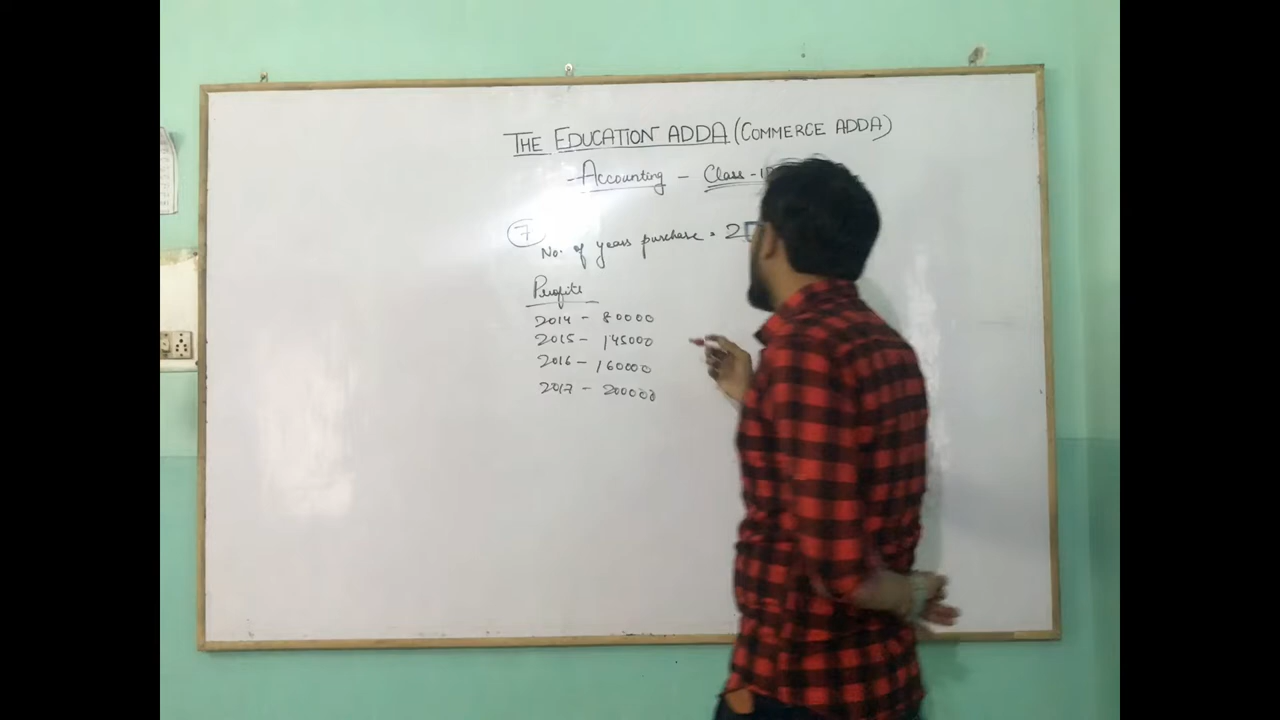 THE EDUCATION ADDA (COMMERCE ADDA)
- Accounting - Class-
7
No. of years purchase = 2
Profits
2014 - 80000
2015 - 145000
2016 - 160000
2017 - 200000